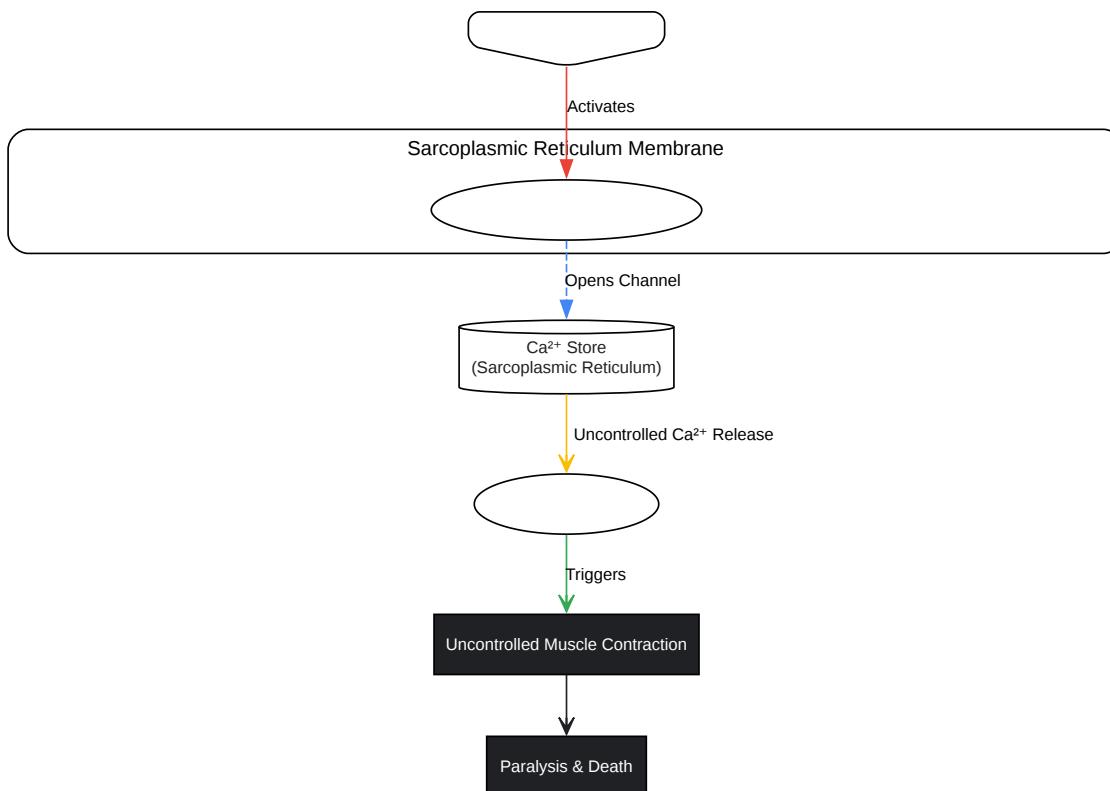 Activates
Sarcoplasmic Reticulum Membrane
Opens Channel
Ca²⁺ Store
(Sarcoplasmic Reticulum)
Uncontrolled Ca²⁺ Release
Triggers
Uncontrolled Muscle Contraction
Paralysis & Death